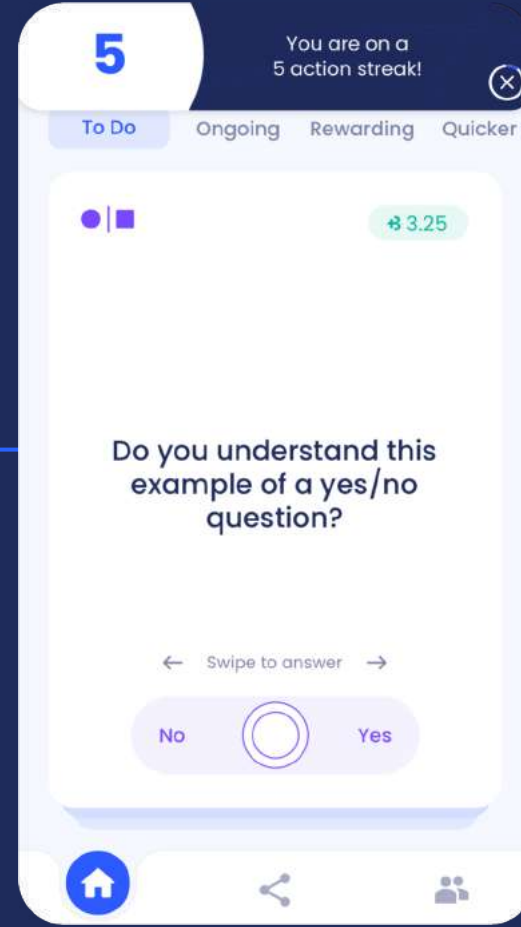 5
You are on a
5 action streak!
To Do
Ongoing
Rewarding
Quicker
3.25
Do you understand this
example of a yes/no
question?
← Swipe to answer →
No
Yes